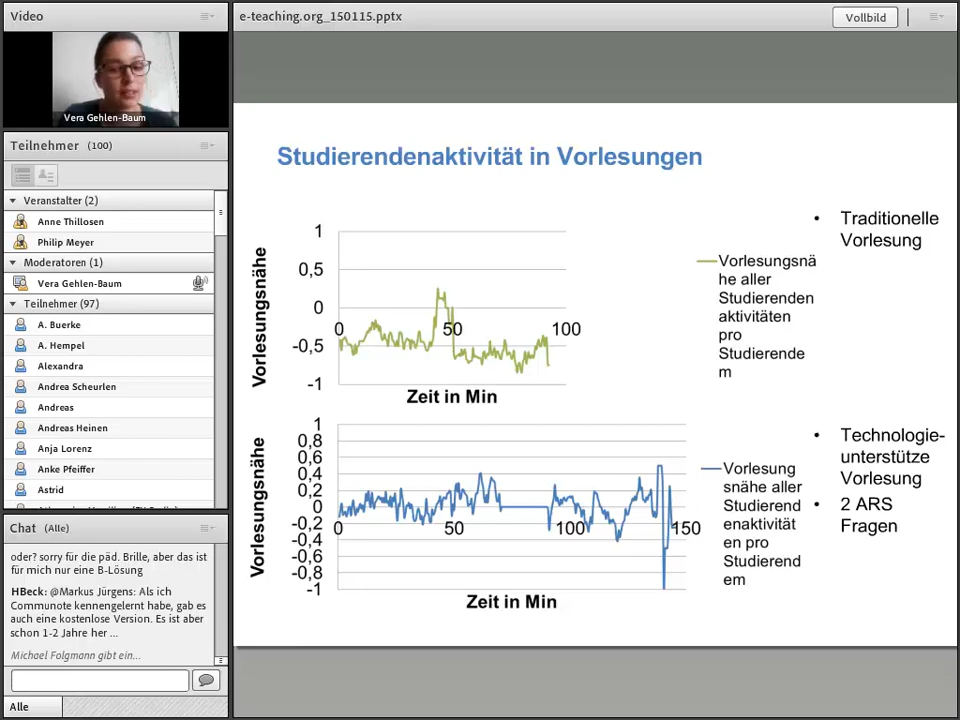 Video
Vera Gehlen-Baum
Teilnehmer (100)
Veranstalter (2)
Anne Thillosen
Philip Meyer
Moderatoren (1)
Vera Gehlen-Baum
Teilnehmer (97)
A. Buerke
A. Hempel
Alexandra
Andrea Scheurlen
Andreas
Andreas Heinen
Anja Lorenz
Anke Pfeiffer
Astrid
Chat (Alle)
oder? sorry für die päd. Brille, aber das ist
für mich nur eine B-Lösung
HBeck: @Markus Jürgens: Als ich
Communote kennengelernt habe, gab es
auch eine kostenlose Version. Es ist aber
schon 1-2 Jahre her ...
Michael Folgmann gibt ein...
Alle
e-teaching.org_150115.pptx
Vollbild
Studierendenaktivität in Vorlesungen
Vorlesungsnähe
1
0,5
0
-0,5
-1
0
50
100
Zeit in Min
Vorlesungsnä
he aller
Studierenden
aktivitäten
pro
Studierende
m
• Traditionelle
Vorlesung
Vorlesungsnähe
1
0,8
0,6
0,4
0,2
0
-0,2
-0,4
-0,6
-0,8
-1
0
50
100
150
Zeit in Min
Vorlesung
snähe aller
Studierend
enaktivität
en pro
Studierend
em
• Technologie-
unterstütze
Vorlesung
• 2 ARS
Fragen